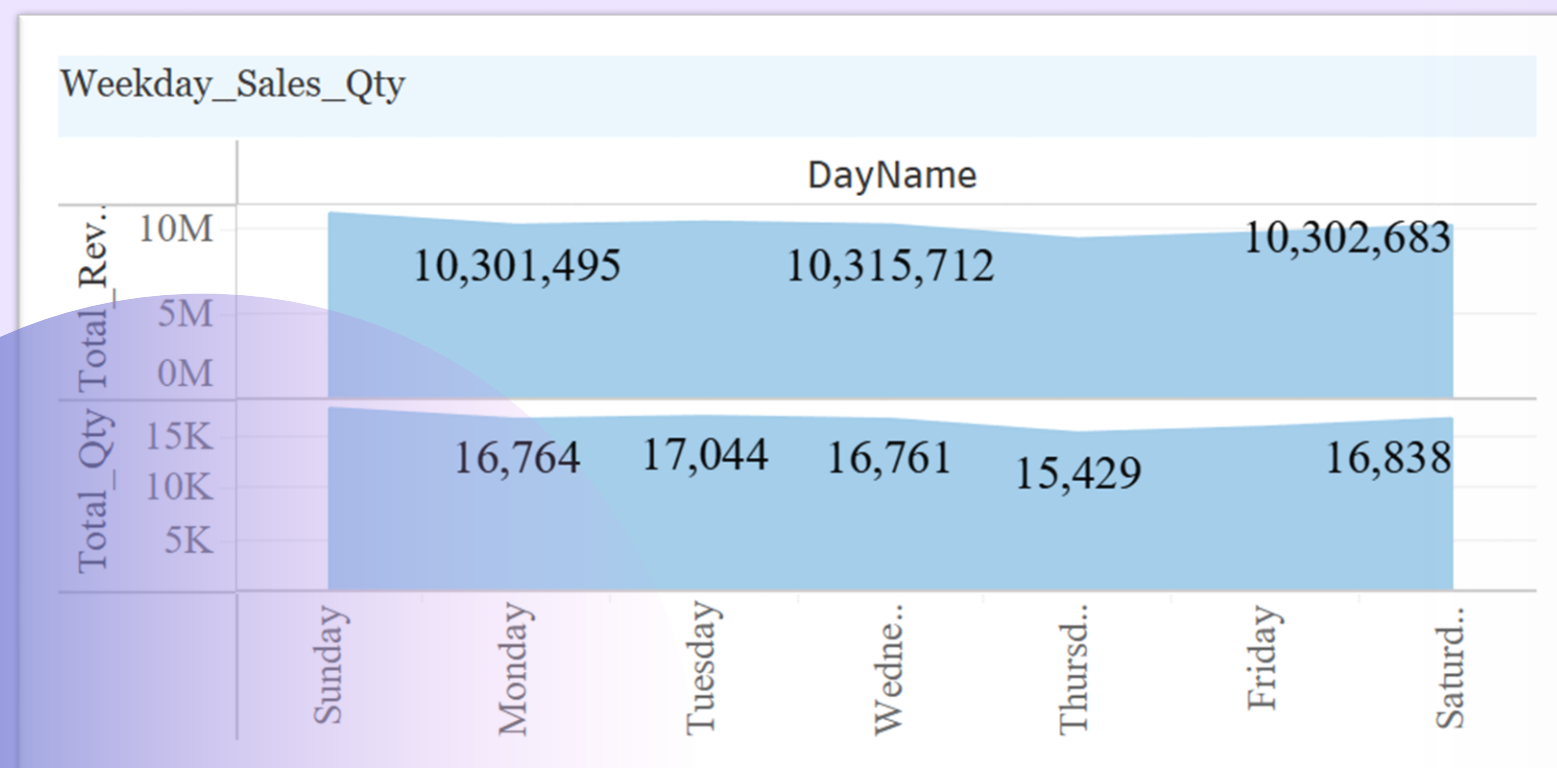 Weekday_Sales_Qty
DayName
Total_Rev..
10M
5M
0M
10,301,495
10,315,712
10,302,683
Total_Qty
15K
10K
5K
16,764
17,044
16,761
15,429
16,838
Sunday
Monday
Tuesday
Wedne..
Thursd..
Friday
Saturd..